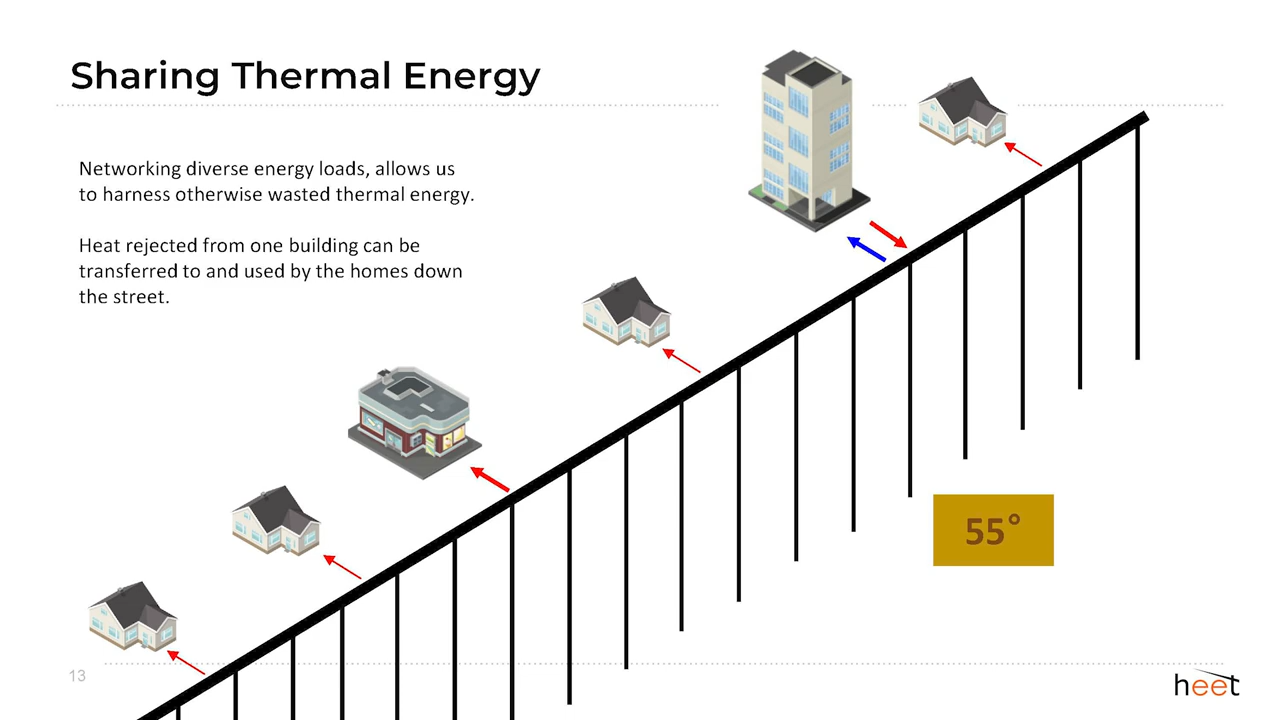 Sharing Thermal Energy
Networking diverse energy loads, allows us
to harness otherwise wasted thermal energy.
Heat rejected from one building can be
transferred to and used by the homes down
the street.
55°
13
heet